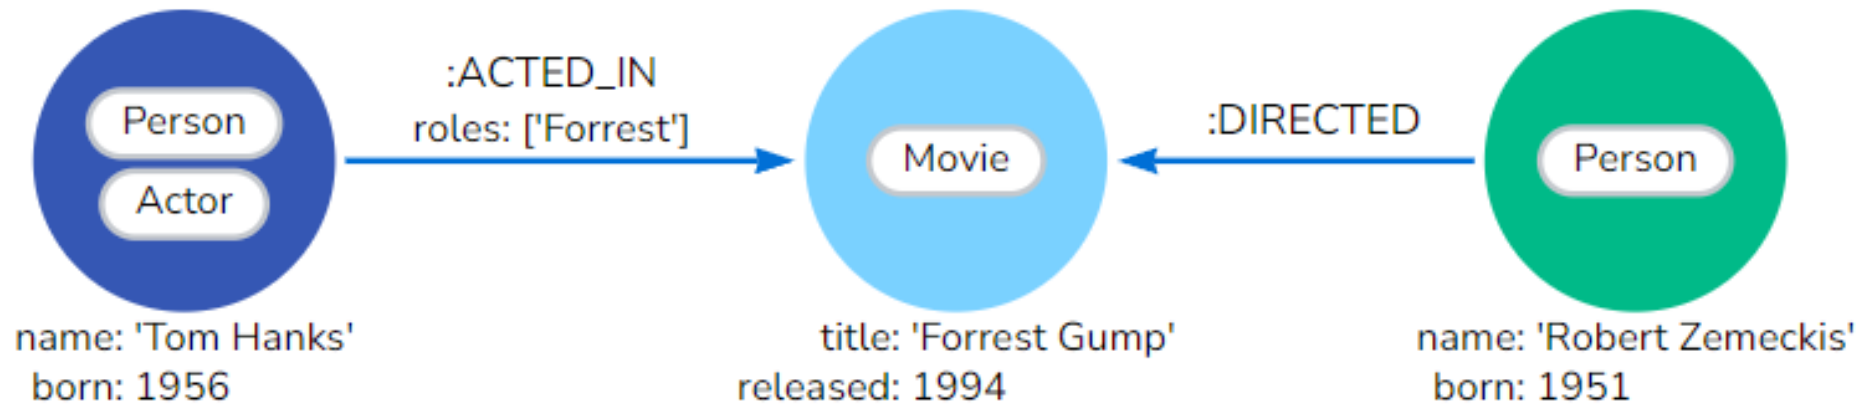 Person
Actor
name: 'Tom Hanks'
born: 1956
:ACTED_IN
roles: ['Forrest']
Movie
title: 'Forrest Gump'
released: 1994
:DIRECTED
Person
name: 'Robert Zemeckis'
born: 1951